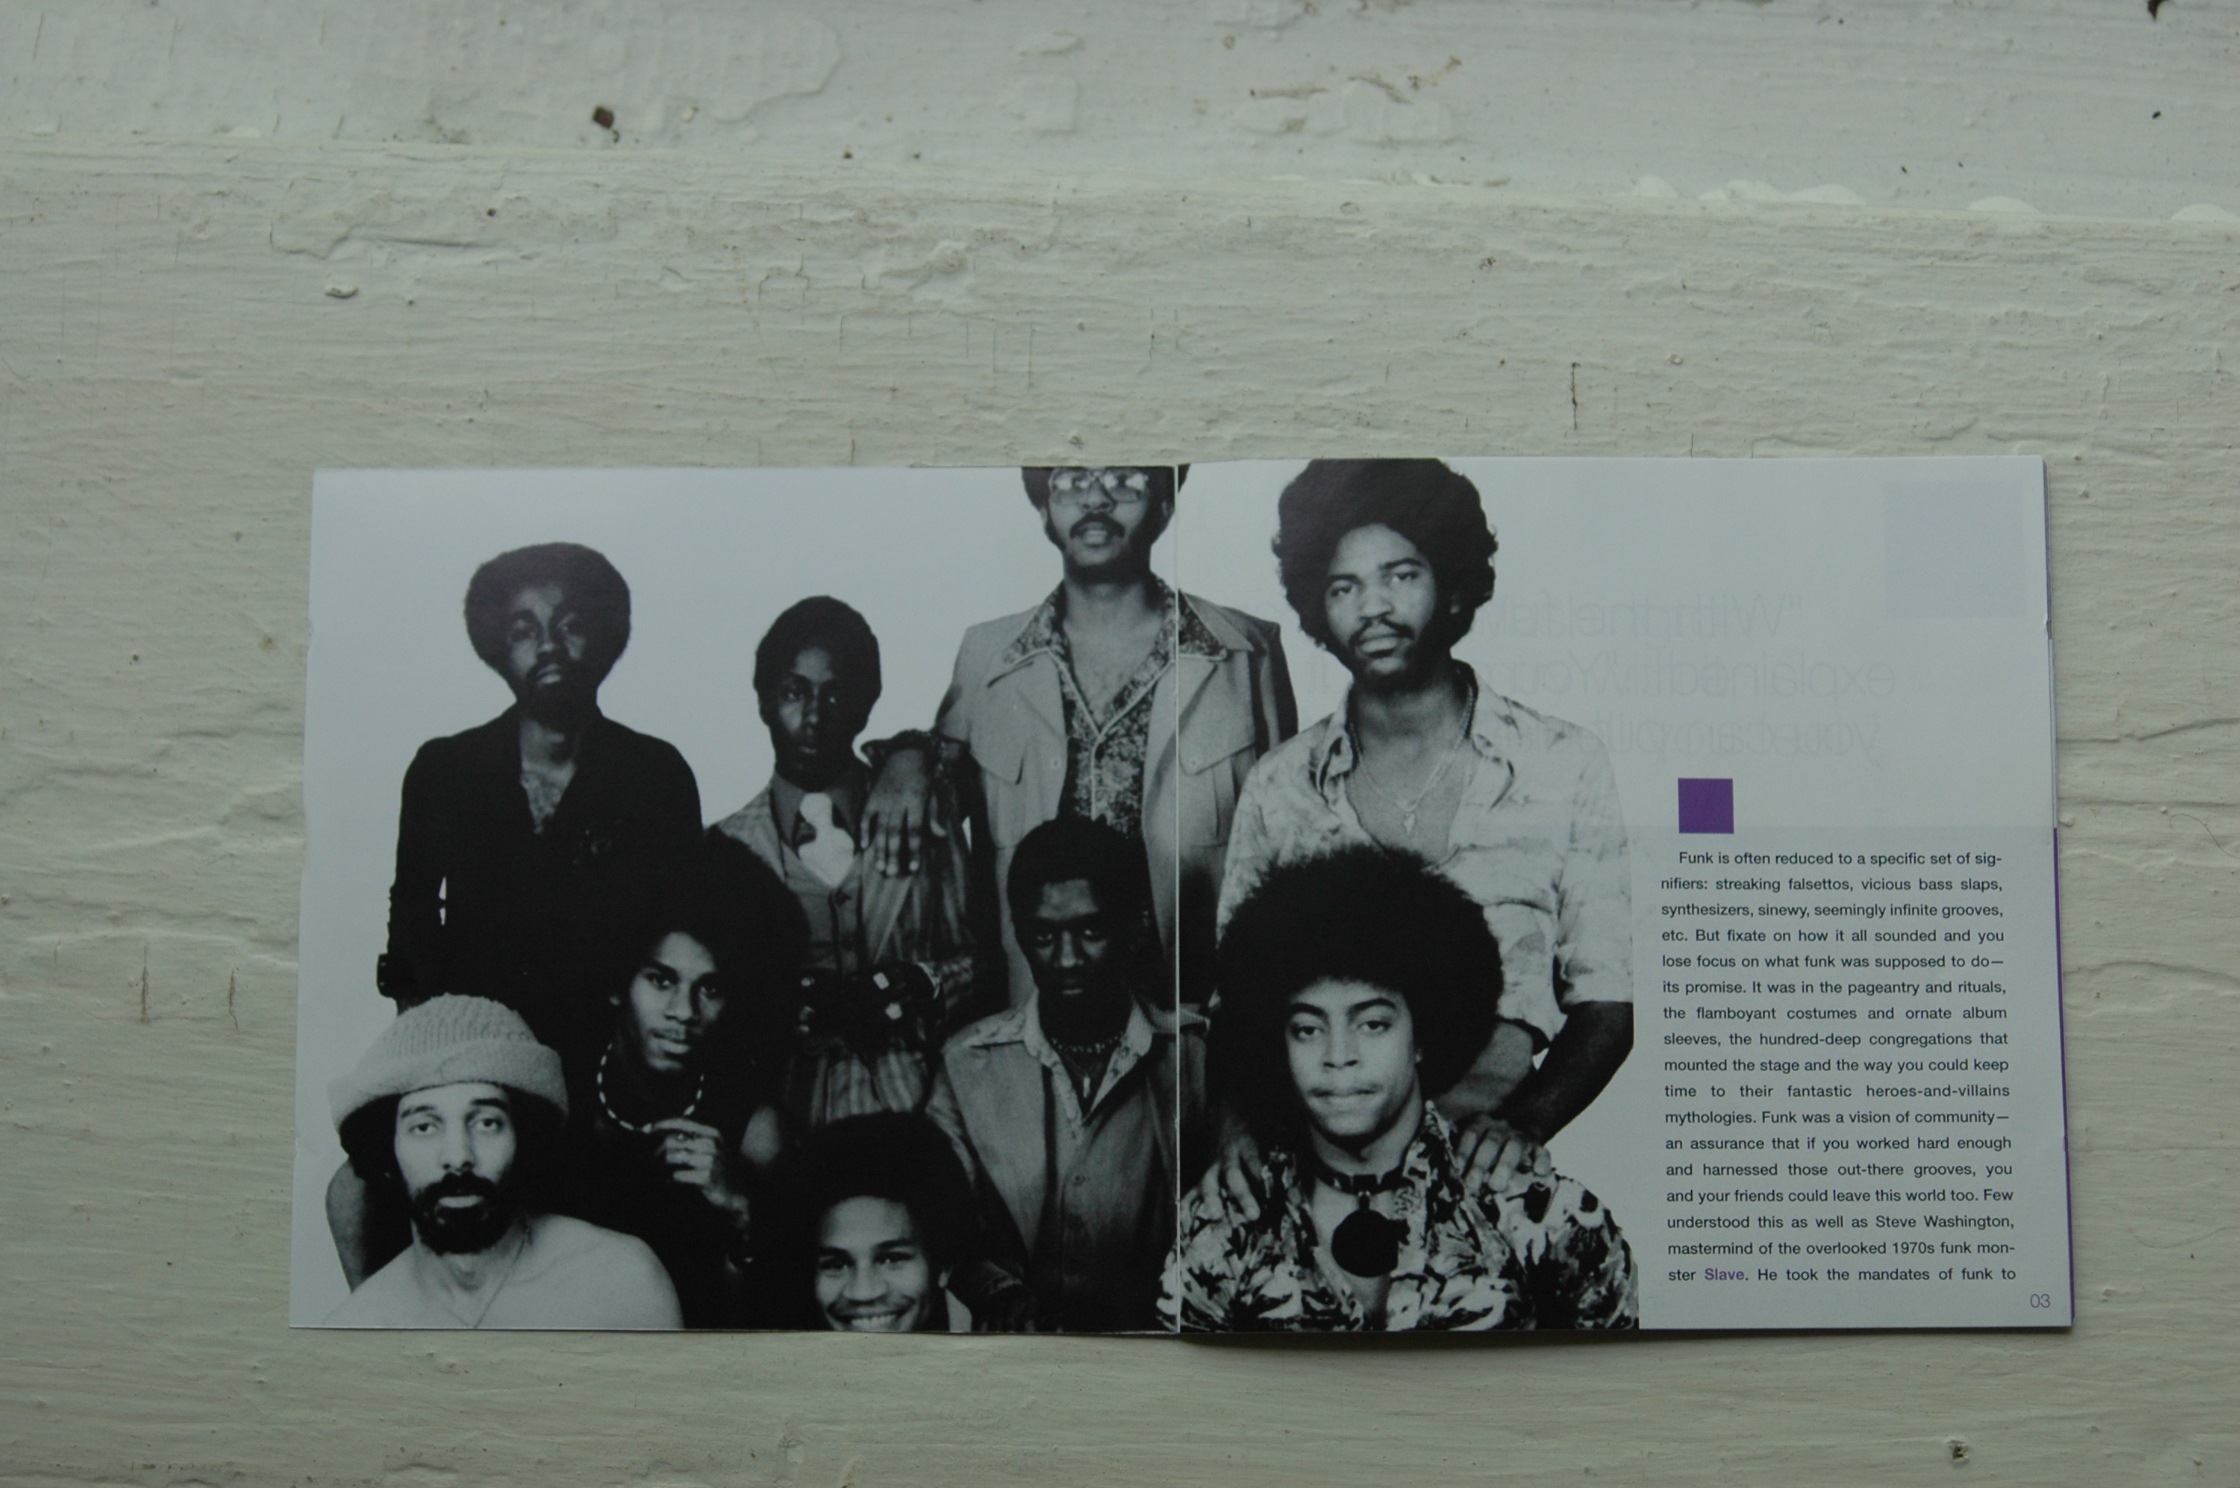 Funk is often reduced to a specific set of sig-
nifiers: streaking falsettos, vicious bass slaps,
synthesizers, sinewy, seemingly infinite grooves,
etc. But fixate on how it all sounded and you
lose focus on what funk was supposed to do—
its promise. It was in the pageantry and rituals,
the flamboyant costumes and ornate album
sleeves, the hundred-deep congregations that
mounted the stage and the way you could keep
time to their fantastic heroes-and-villains
mythologies. Funk was a vision of community—
an assurance that if you worked hard enough
and harnessed those out-there grooves, you
and your friends could leave this world too. Few
understood this as well as Steve Washington,
mastermind of the overlooked 1970s funk mon-
ster Slave. He took the mandates of funk to
03